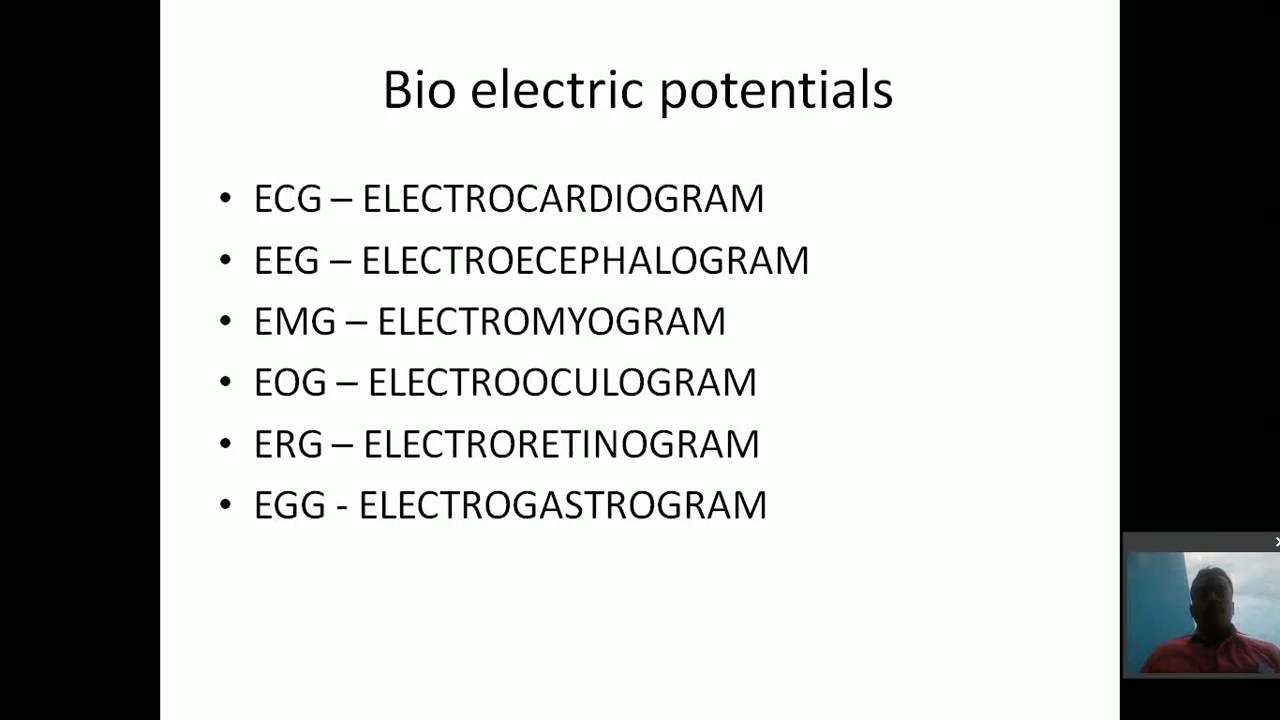 Bio electric potentials
• ECG – ELECTROCARDIOGRAM
• EEG – ELECTROECEPHALOGRAM
• EMG – ELECTROMYOGRAM
• EOG – ELECTROOCULOGRAM
• ERG – ELECTRORETINOGRAM
• EGG - ELECTROGASTROGRAM